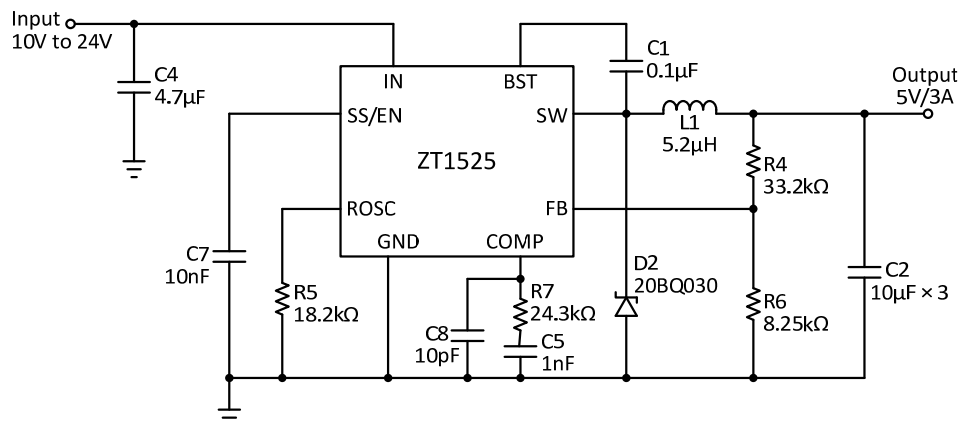 Input
10V to 24V
C4
4.7µF
IN
BST
C1
0.1µF
Output
5V/3A
SS/EN
SW
L1
5.2µH
ZT1525
R4
33.2kΩ
ROSC
FB
GND
COMP
C7
10nF
R5
18.2kΩ
R7
24.3kΩ
C8
10pF
C5
1nF
D2
20BQ030
R6
8.25kΩ
C2
10µF × 3